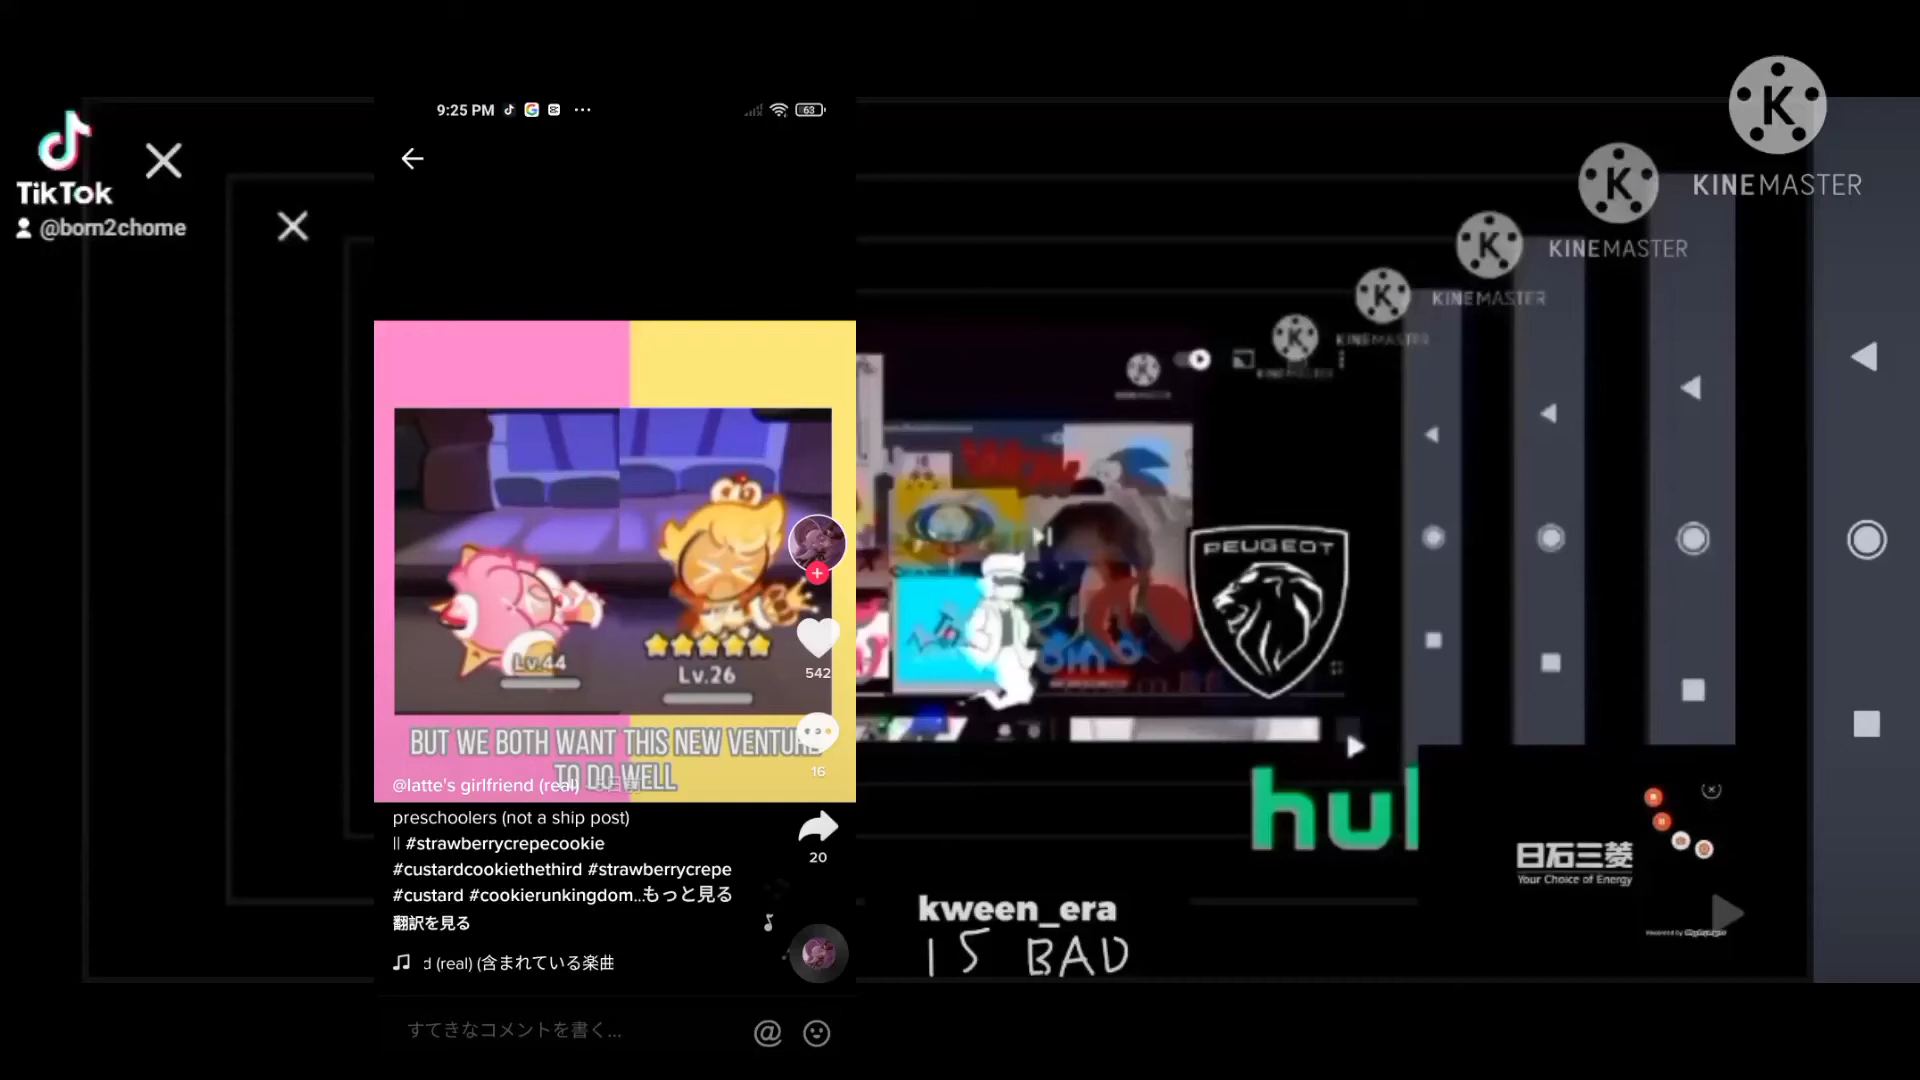 9:25 PM
63
TikTok
@born2chome
KINEMASTER
KINEMASTER
KINEMASTER
KINEMASTER
PEUGEOT
Lv.44
Lv.26
BUT WE BOTH WANT THIS NEW VENTURE
TO DO WELL
542
16
20
@latte's girlfriend (real)
preschoolers (not a ship post)
|| #strawberrycrepecookie
#custardcookiethethird #strawberrycrepe
#custard #cookierunkingdom...もっと見る
翻訳を見る
d (real) (含まれている楽曲
すてきなコメントを書く...
hul
日石三菱
Your Choice of Energy
kween_era
IS BAD